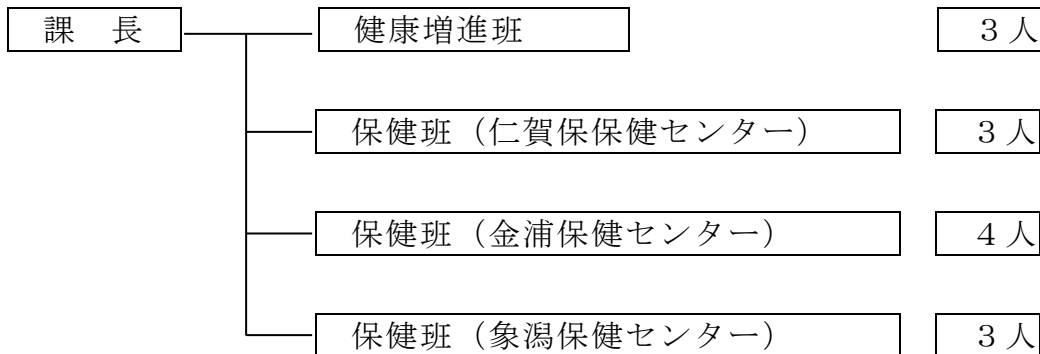 課　長　健康増進班　３人
保健班（仁賀保保健センター）　３人
保健班（金浦保健センター）　４人
保健班（象潟保健センター）　３人